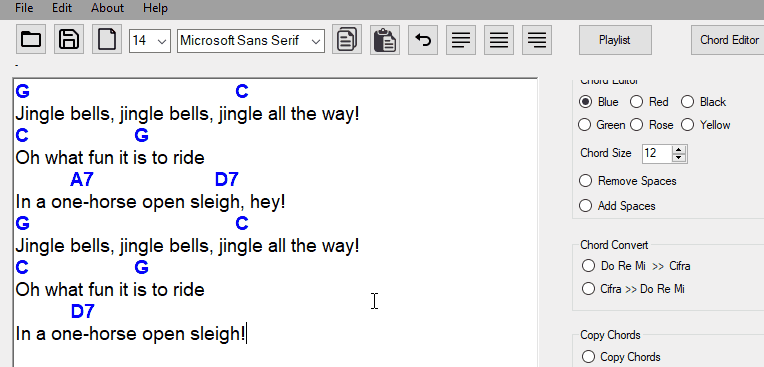 File Edit About Help
14 Microsoft Sans Serif Playlist Chord Editor
-
G C
Jingle bells, jingle bells, jingle all the way!
C G
Oh what fun it is to ride
A7 D7
In a one-horse open sleigh, hey!
G C
Jingle bells, jingle bells, jingle all the way!
C G
Oh what fun it is to ride
D7
In a one-horse open sleigh!
Chord Editor
Blue Red Black
Green Rose Yellow
Chord Size 12
Remove Spaces
Add Spaces
Chord Convert
Do Re Mi >> Cifra
Cifra >> Do Re Mi
Copy Chords
Copy Chords